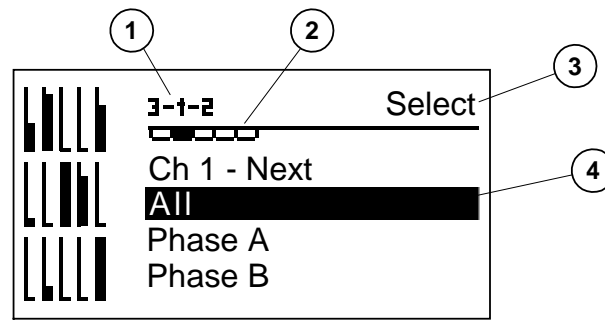 1 2
3
3-1-2 Select
Ch 1 - Next
All
4
Phase A
Phase B